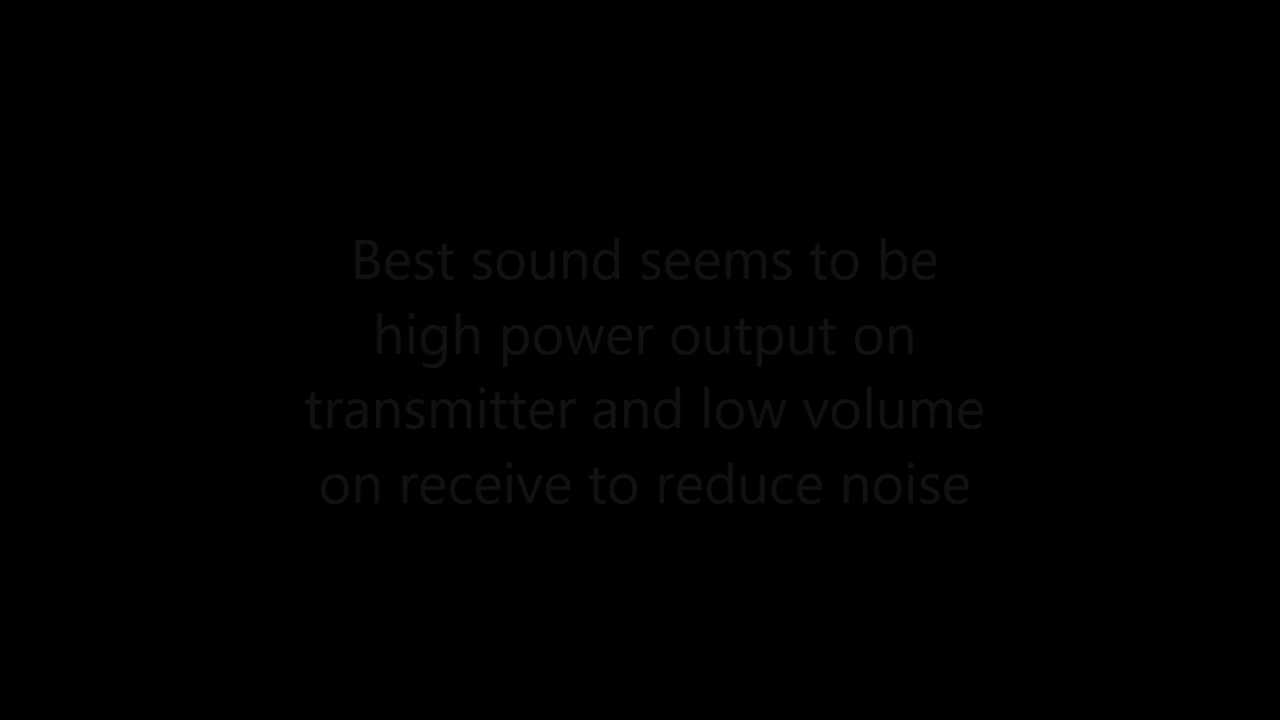 Best sound seems to be
high power output on
transmitter and low volume
on receive to reduce noise